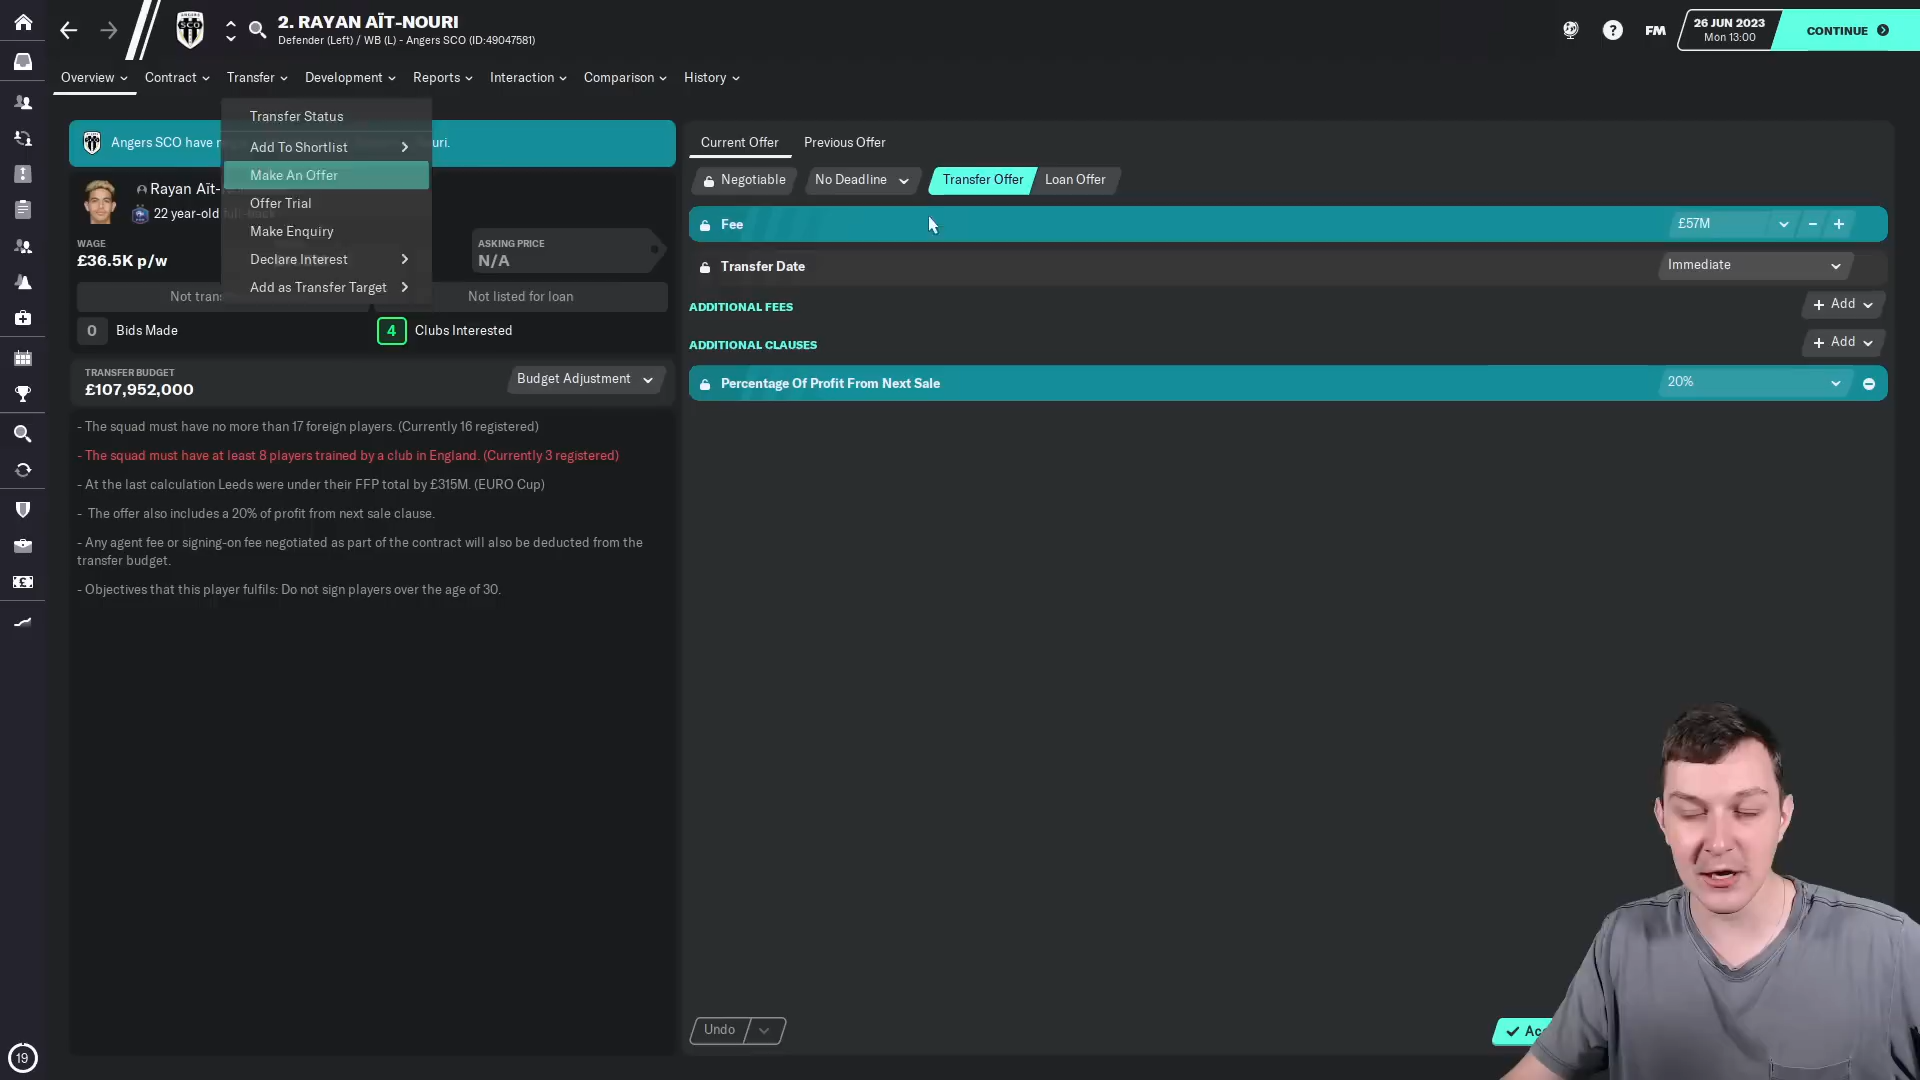 2. RAYAN AÏT-NOURI
Defender (Left) / WB (L) - Angers SCO (ID:49047581)
FM
26 JUN 2023
Mon 13:00
CONTINUE
Overview
Contract
Transfer
Development
Reports
Interaction
Comparison
History
Transfer Status
Add To Shortlist
Make An Offer
Offer Trial
Make Enquiry
Declare Interest
Add as Transfer Target
Angers SCO have
uri.
Rayan Aït-
22 year-old
WAGE
£36.5K p/w
ASKING PRICE
N/A
Not tran
Not listed for loan
0 Bids Made
4 Clubs Interested
TRANSFER BUDGET
£107,952,000
Budget Adjustment
- The squad must have no more than 17 foreign players. (Currently 16 registered)
- The squad must have at least 8 players trained by a club in England. (Currently 3 registered)
- At the last calculation Leeds were under their FFP total by £315M. (EURO Cup)
- The offer also includes a 20% of profit from next sale clause.
- Any agent fee or signing-on fee negotiated as part of the contract will also be deducted from the
transfer budget.
- Objectives that this player fulfils: Do not sign players over the age of 30.
Current Offer
Previous Offer
Negotiable
No Deadline
Transfer Offer
Loan Offer
Fee
£57M
Transfer Date
Immediate
ADDITIONAL FEES
Add
ADDITIONAL CLAUSES
Add
Percentage Of Profit From Next Sale
20%
Undo
19